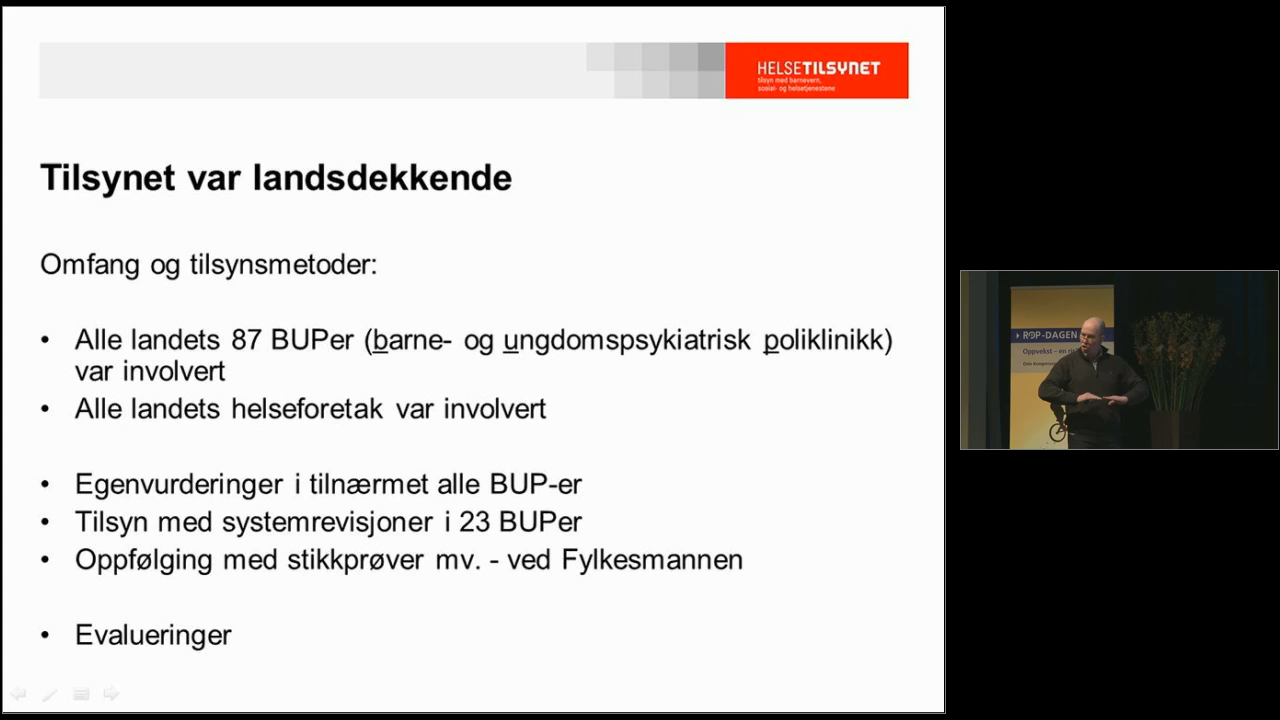 HELSETILSYNET
tilsyn med barnevern,
sosial- og helsetjenestene
Tilsynet var landsdekkende
Omfang og tilsynsmetoder:
• Alle landets 87 BUPer (barne- og ungdomspsykiatrisk poliklinikk)
var involvert
• Alle landets helseforetak var involvert
• Egenvurderinger i tilnærmet alle BUP-er
• Tilsyn med systemrevisjoner i 23 BUPer
• Oppfølging med stikkprøver mv. - ved Fylkesmannen
• Evalueringer
ROP-DAGEN
Oppvekst – en